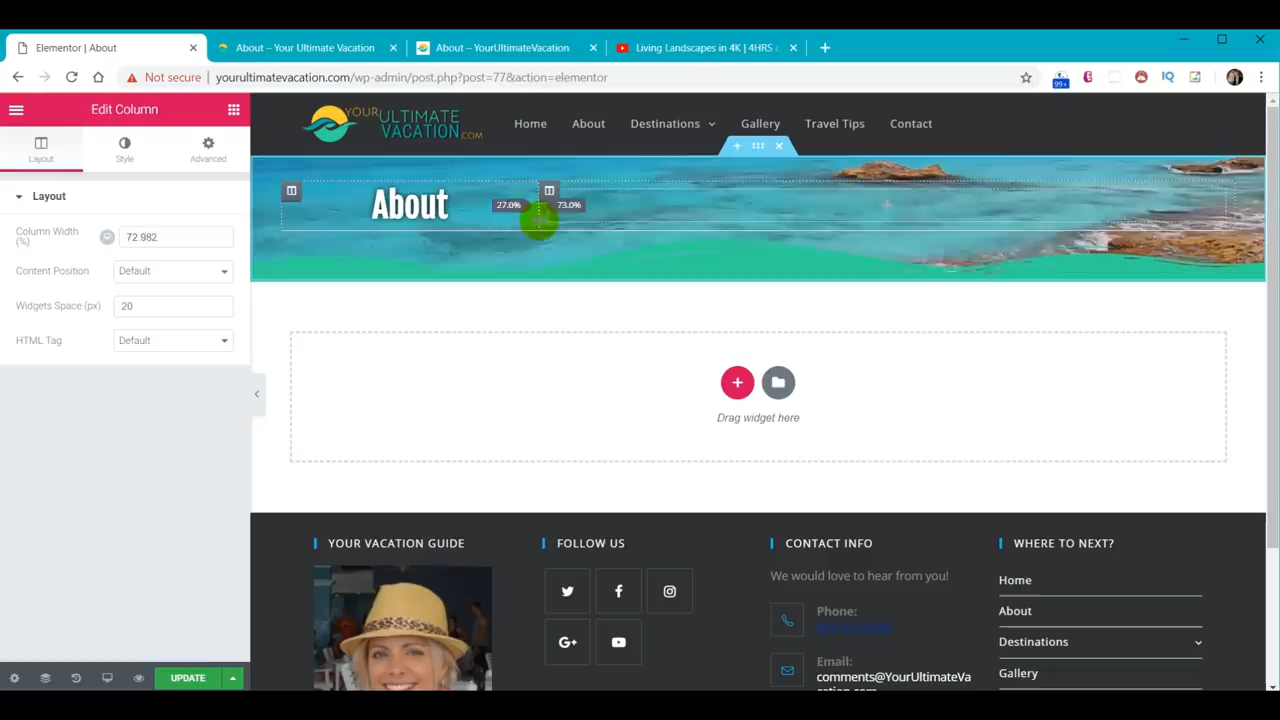 Elementor | About
About – Your Ultimate Vacation
About – YourUltimateVacation
Living Landscapes in 4K | 4HRS
Not secure | yourultimatevacation.com/wp-admin/post.php?post=77&action=elementor
99+
IQ
Edit Column
Layout
Style
Advanced
Layout
Column Width (%)
72.982
Content Position
Default
Widgets Space (px)
20
HTML Tag
Default
UPDATE
YOUR ULTIMATE
VACATION.COM
Home
About
Destinations
Gallery
Travel Tips
Contact
About
27.0%
73.0%
Drag widget here
YOUR VACATION GUIDE
FOLLOW US
G+
CONTACT INFO
We would love to hear from you!
Phone:
Email:
comments@YourUltimateVa
WHERE TO NEXT?
Home
About
Destinations
Gallery